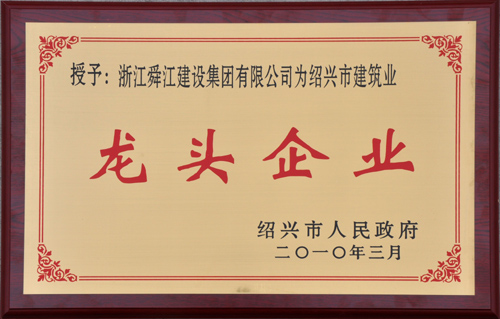 授予：浙江舜江建设集团有限公司为绍兴市建筑业
龙头企业
绍兴市人民政府
二〇一〇年三月